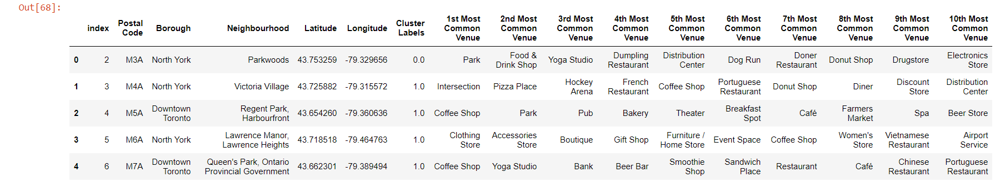 Out[68]:
index Postal Code Borough Neighbourhood Latitude Longitude Cluster Labels 1st Most Common Venue 2nd Most Common Venue 3rd Most Common Venue 4th Most Common Venue 5th Most Common Venue 6th Most Common Venue 7th Most Common Venue 8th Most Common Venue 9th Most Common Venue 10th Most Common Venue
0 2 M3A North York Parkwoods 43.753259 -79.329656 0.0 Park Food & Drink Shop Yoga Studio Dumpling Restaurant Distribution Center Dog Run Doner Restaurant Donut Shop Drugstore Electronics Store
1 3 M4A North York Victoria Village 43.725882 -79.315572 1.0 Intersection Pizza Place Hockey Arena French Restaurant Coffee Shop Portuguese Restaurant Donut Shop Diner Discount Store Distribution Center
2 4 M5A Downtown Toronto Regent Park, Harbourfront 43.654260 -79.360636 1.0 Coffee Shop Park Pub Bakery Theater Breakfast Spot Café Farmers Market Spa Beer Store
3 5 M6A North York Lawrence Manor, Lawrence Heights 43.718518 -79.464763 1.0 Clothing Store Accessories Store Boutique Gift Shop Furniture / Home Store Event Space Coffee Shop Women's Store Vietnamese Restaurant Airport Service
4 6 M7A Downtown Toronto Queen's Park, Ontario Provincial Government 43.662301 -79.389494 1.0 Coffee Shop Yoga Studio Bank Beer Bar Smoothie Shop Sandwich Place Restaurant Café Chinese Restaurant Portuguese Restaurant